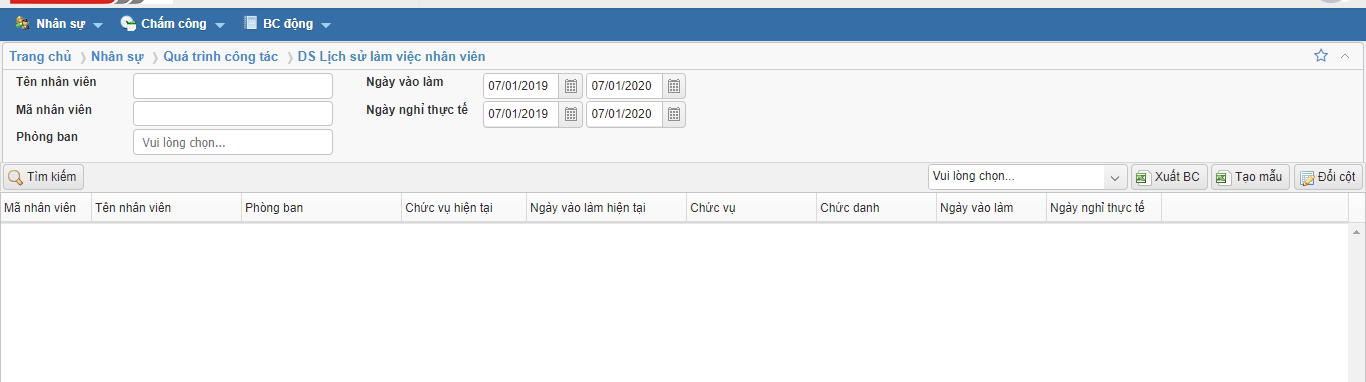 Nhân sự Chấm công BC động
Trang chủ Nhân sự Quá trình công tác DS Lịch sử làm việc nhân viên
Tên nhân viên Ngày vào làm 07/01/2019 07/01/2020
Mã nhân viên Ngày nghỉ thực tế 07/01/2019 07/01/2020
Phòng ban Vui lòng chọn...
Tìm kiếm Vui lòng chọn... Xuất BC Tạo mẫu Đổi cột
Mã nhân viên Tên nhân viên Phòng ban Chức vụ hiện tại Ngày vào làm hiện tại Chức vụ Chức danh Ngày vào làm Ngày nghỉ thực tế